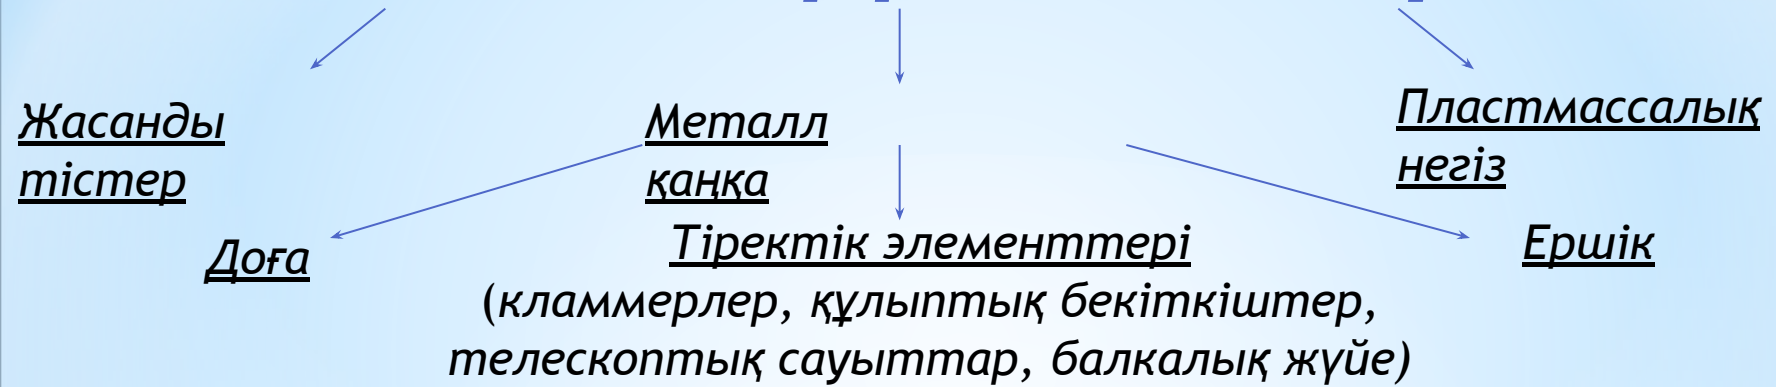 Жасанды
тістер
Металл
қаңқа
Пластмассалық
негіз
Доға
Тіректік элементтері
Ершік
(кламмерлер, құлыптық бекіткіштер,
телескоптық сауыттар, балкалық жүйе)